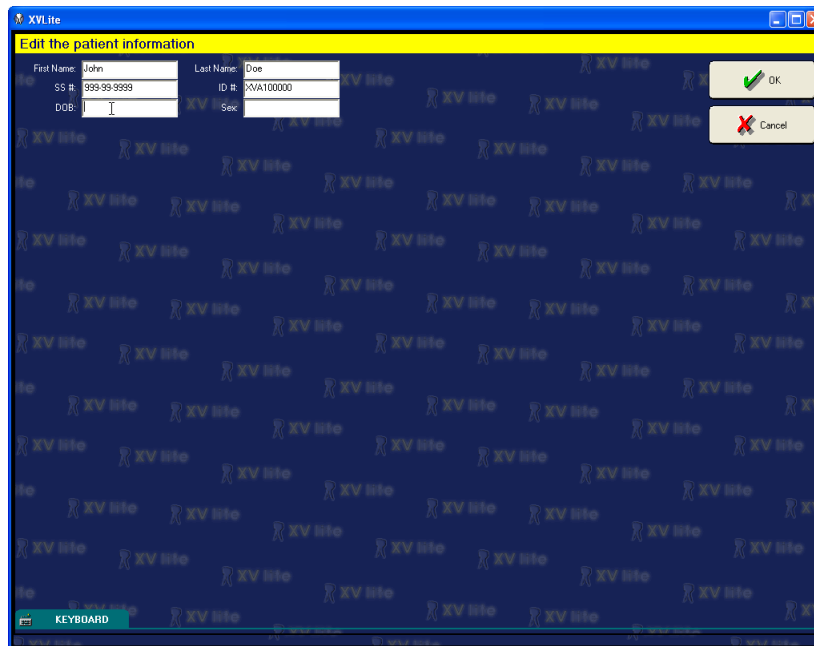 XVLite
Edit the patient information
First Name: John Last Name: Doe
SS #: 999-99-9999 ID #: XVA100000
DOB: Sex:
OK
Cancel
KEYBOARD